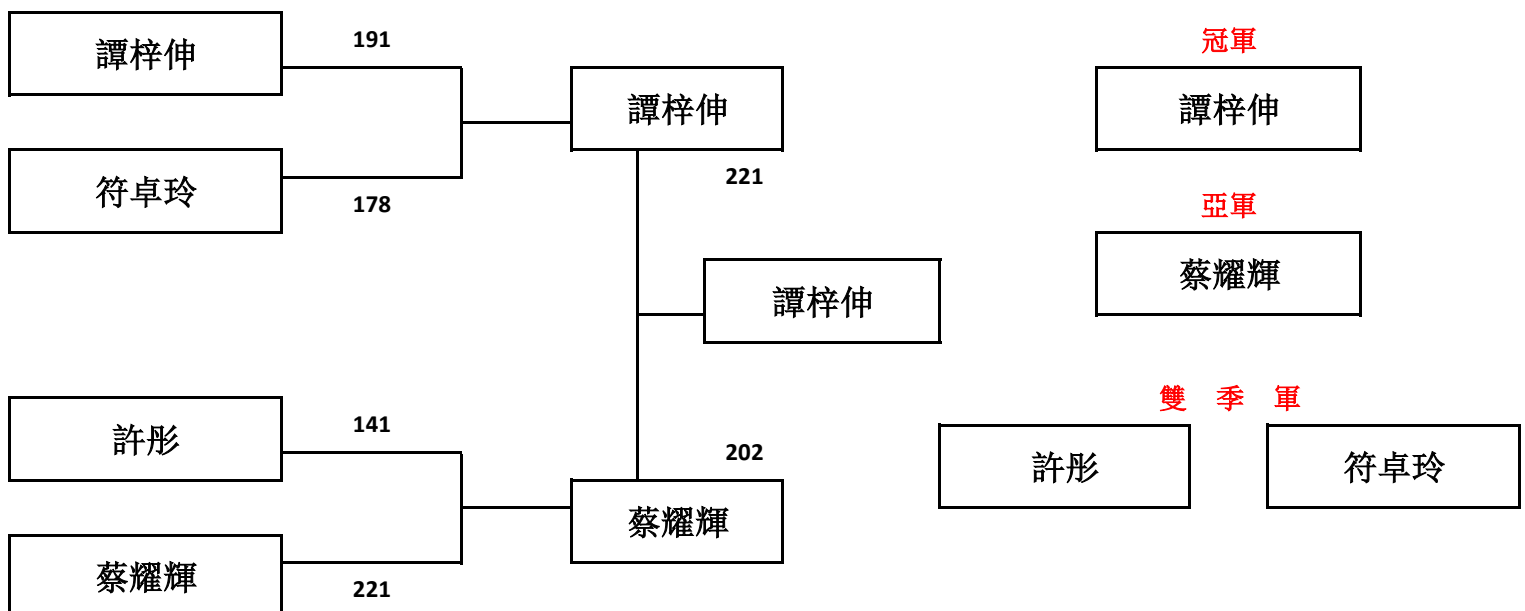 譚梓伸
191
符卓玲
178
譚梓伸
221
譚梓伸
許彤
141
蔡耀輝
221
202
蔡耀輝
冠軍
譚梓伸
亞軍
蔡耀輝
雙 季 軍
許彤
符卓玲